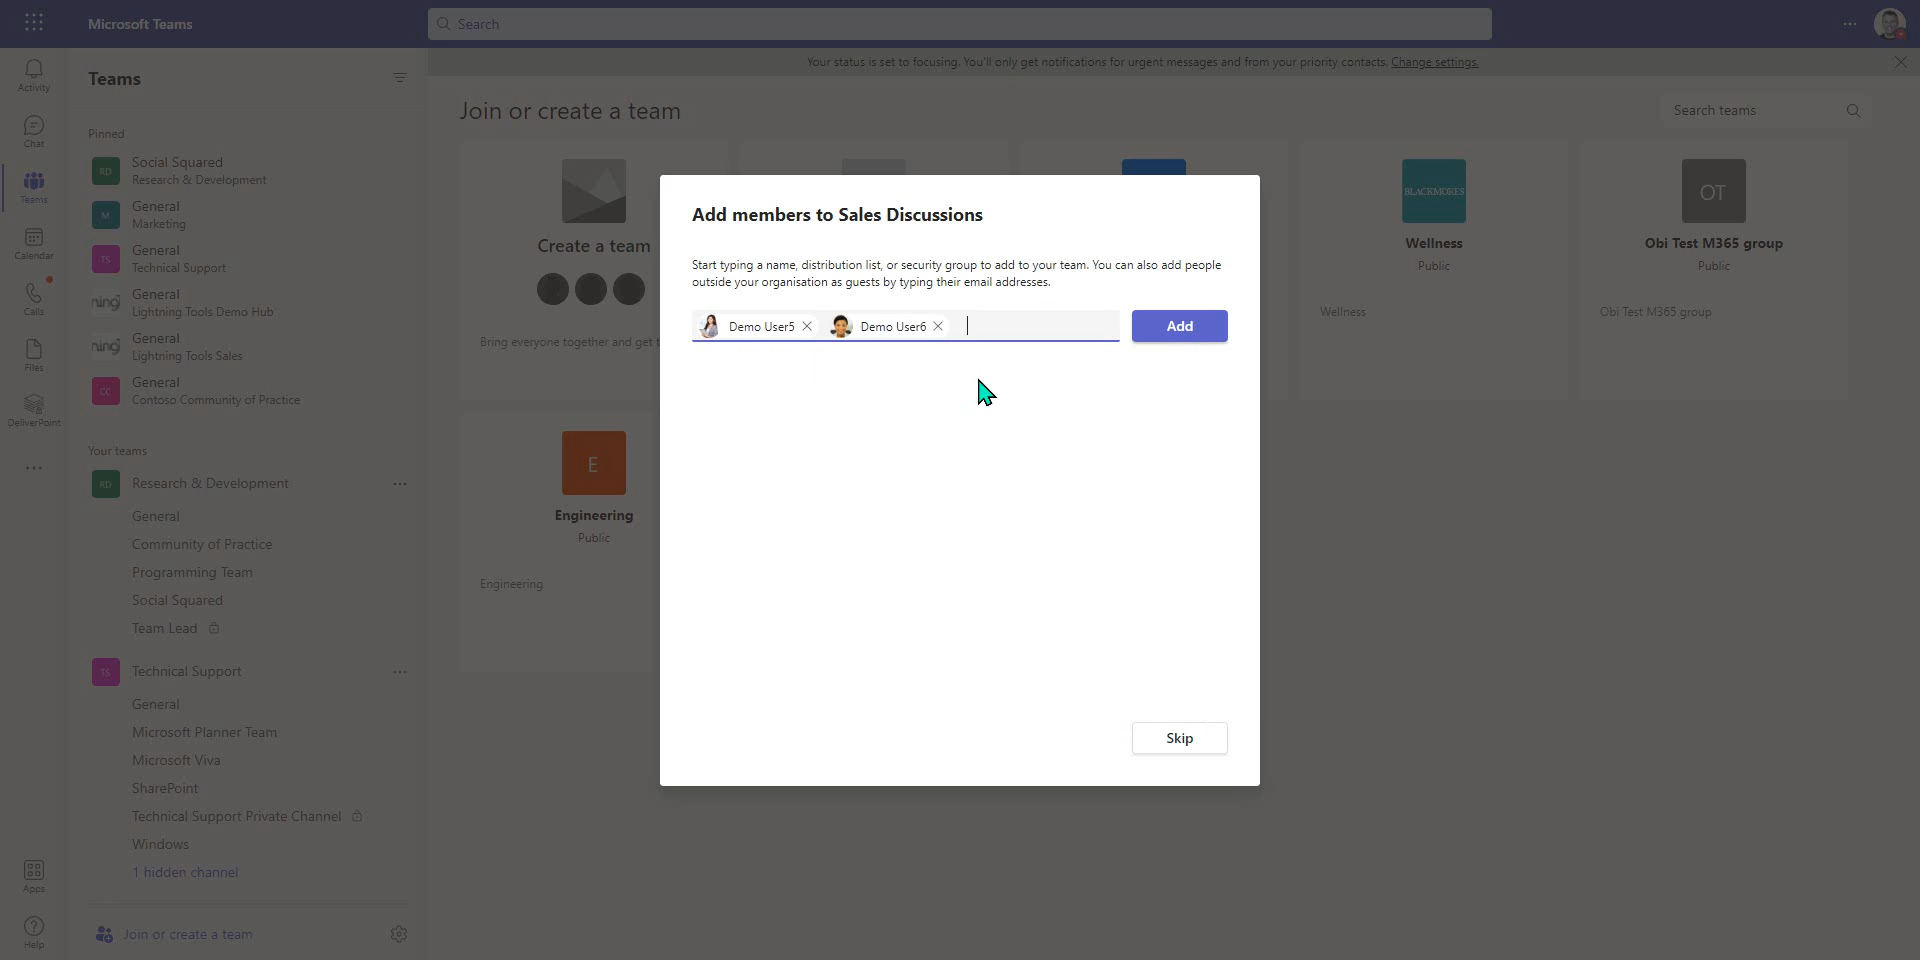 Microsoft Teams
Search
Activity
Chat
Teams
Calendar
Calls
Files
DeliverPoint
Apps
Help
Teams
Pinned
RD
Social Squared
Research & Development
M
General
Marketing
TS
General
Technical Support
ning
General
Lightning Tools Demo Hub
ning
General
Lightning Tools Sales
CC
General
Contoso Community of Practice
Your teams
RD
Research & Development
General
Community of Practice
Programming Team
Social Squared
Team Lead
TS
Technical Support
General
Microsoft Planner Team
Microsoft Viva
SharePoint
Technical Support Private Channel
Windows
1 hidden channel
Join or create a team
Your status is set to focusing. You'll only get notifications for urgent messages and from your priority contacts. Change settings.
Join or create a team
Search teams
Create a team
Bring everyone together and get t
BLACKMORES
Wellness
Public
Wellness
OT
Obi Test M365 group
Public
Obi Test M365 group
E
Engineering
Public
Engineering
Add members to Sales Discussions
Start typing a name, distribution list, or security group to add to your team. You can also add people
outside your organisation as guests by typing their email addresses.
Demo User5
Demo User6
Add
Skip